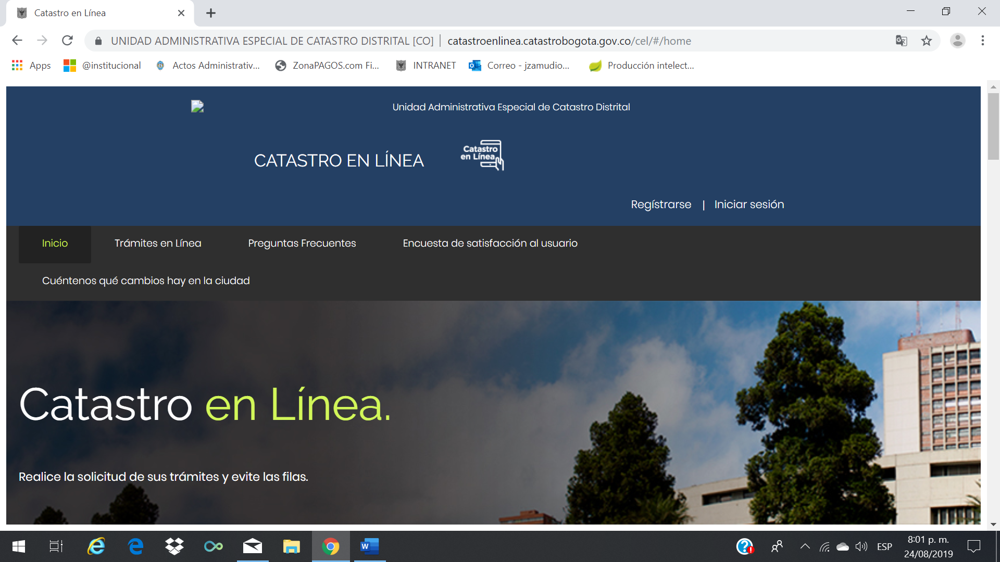 Catastro en Línea
UNIDAD ADMINISTRATIVA ESPECIAL DE CATASTRO DISTRITAL [CO] | catastroenlinea.catastrobogota.gov.co/cel/#/home
Apps @institucional Actos Administrativ... ZonaPAGOS.com Fi... INTRANET Correo - jzamudio... Producción intelect...
Unidad Administrativa Especial de Catastro Distrital
CATASTRO EN LÍNEA
Catastro
en Línea
Regístrarse | Iniciar sesión
Inicio Trámites en Línea Preguntas Frecuentes Encuesta de satisfacción al usuario
Cuéntenos qué cambios hay en la ciudad
Catastro en Línea.
Realice la solicitud de sus trámites y evite las filas.
ESP
8:01 p. m.
24/08/2019